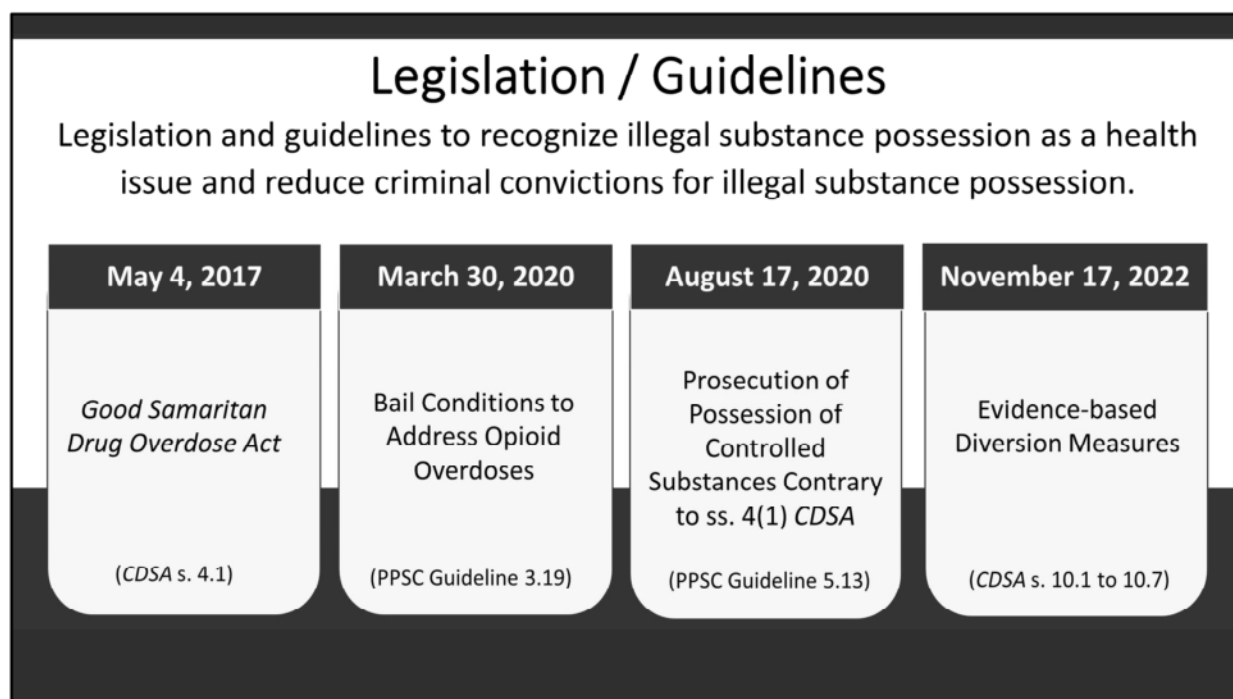 Legislation / Guidelines
Legislation and guidelines to recognize illegal substance possession as a health
issue and reduce criminal convictions for illegal substance possession.
May 4, 2017
Good Samaritan
Drug Overdose Act
(CDSA s. 4.1)
March 30, 2020
Bail Conditions to
Address Opioid
Overdoses
(PPSC Guideline 3.19)
August 17, 2020
Prosecution of
Possession of
Controlled
Substances Contrary
to ss. 4(1) CDSA
(PPSC Guideline 5.13)
November 17, 2022
Evidence-based
Diversion Measures
(CDSA s. 10.1 to 10.7)